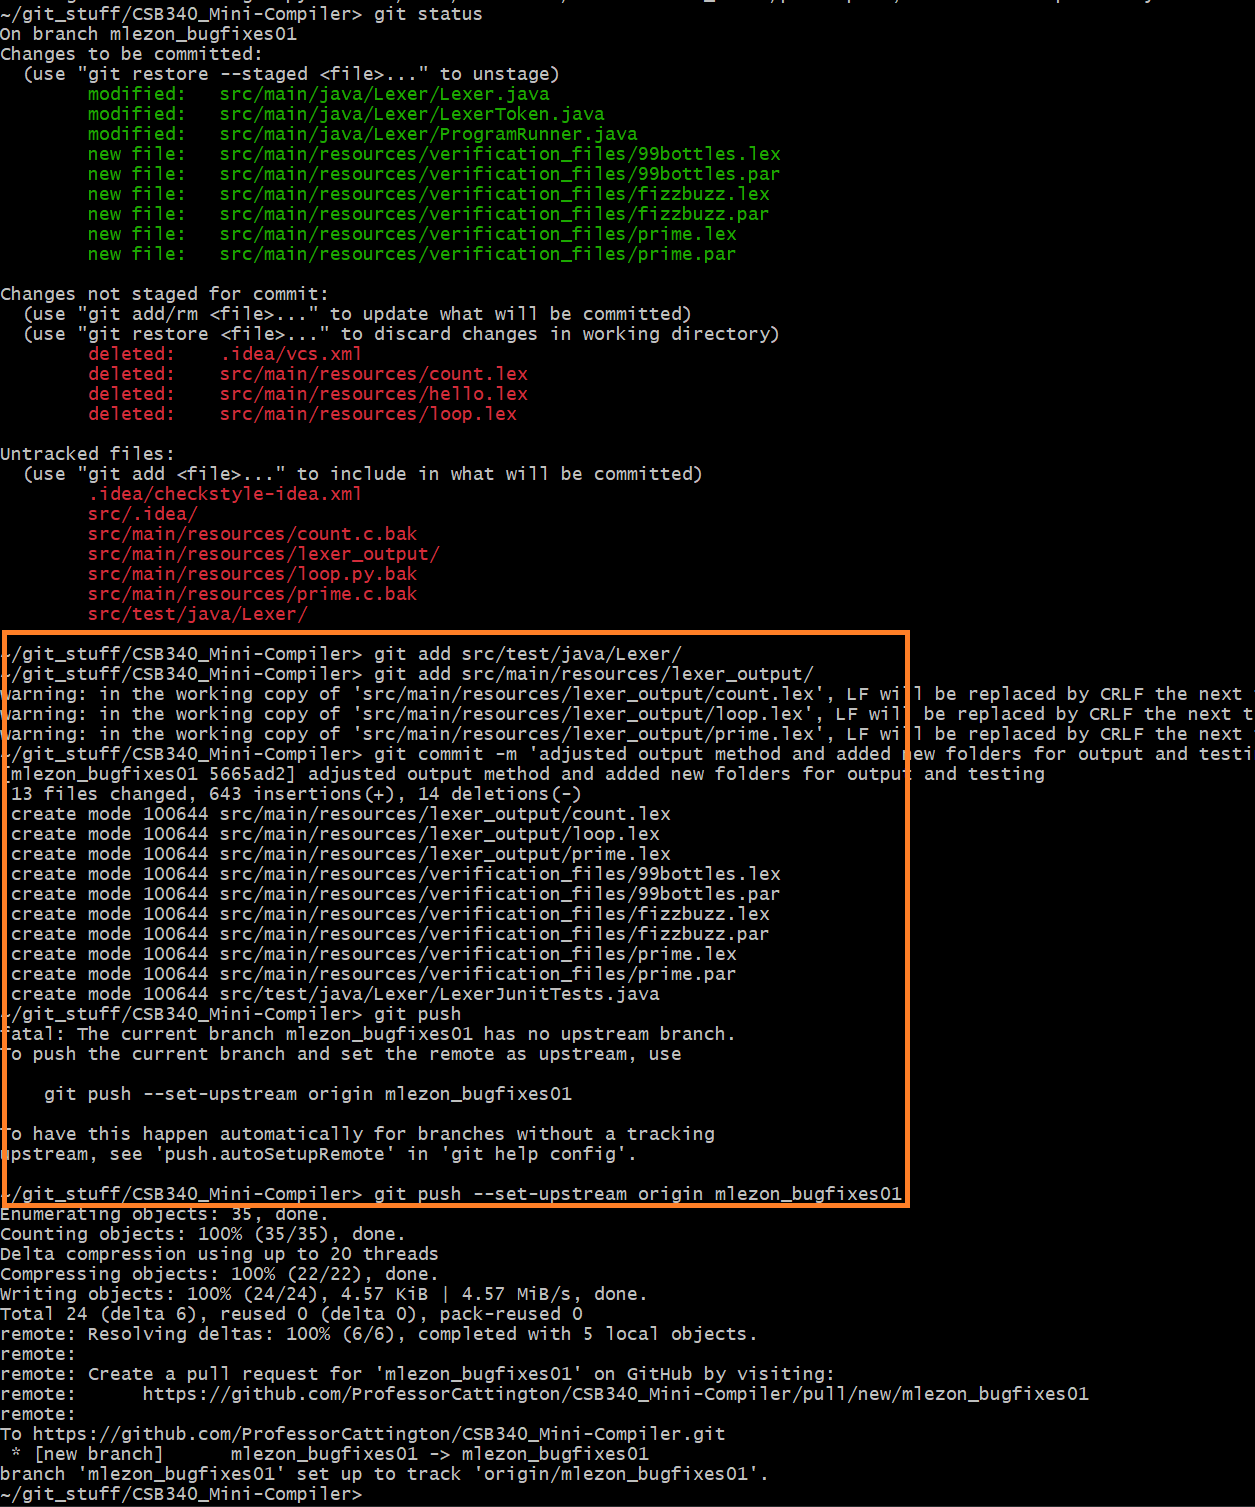 ~/git_stuff/CSB340_Mini-Compiler> git status
On branch mlezon_bugfixes01
Changes to be committed:
  (use "git restore --staged <file>..." to unstage)
        modified:   src/main/java/Lexer/Lexer.java
        modified:   src/main/java/Lexer/LexerToken.java
        modified:   src/main/java/Lexer/ProgramRunner.java
        new file:   src/main/resources/verification_files/99bottles.lex
        new file:   src/main/resources/verification_files/99bottles.par
        new file:   src/main/resources/verification_files/fizzbuzz.lex
        new file:   src/main/resources/verification_files/fizzbuzz.par
        new file:   src/main/resources/verification_files/prime.lex
        new file:   src/main/resources/verification_files/prime.par
Changes not staged for commit:
  (use "git add/rm <file>..." to update what will be committed)
  (use "git restore <file>..." to discard changes in working directory)
        deleted:    .idea/vcs.xml
        deleted:    src/main/resources/count.lex
        deleted:    src/main/resources/hello.lex
        deleted:    src/main/resources/loop.lex
Untracked files:
  (use "git add <file>..." to include in what will be committed)
        .idea/checkstyle-idea.xml
        src/.idea/
        src/main/resources/count.c.bak
        src/main/resources/lexer_output/
        src/main/resources/loop.py.bak
        src/main/resources/prime.c.bak
        src/test/java/Lexer/
~/git_stuff/CSB340_Mini-Compiler> git add src/test/java/Lexer/
~/git_stuff/CSB340_Mini-Compiler> git add src/main/resources/lexer_output/
warning: in the working copy of 'src/main/resources/lexer_output/count.lex', LF will be replaced by CRLF the next
warning: in the working copy of 'src/main/resources/lexer_output/loop.lex', LF will be replaced by CRLF the next t
warning: in the working copy of 'src/main/resources/lexer_output/prime.lex', LF will be replaced by CRLF the next
~/git_stuff/CSB340_Mini-Compiler> git commit -m 'adjusted output method and added new folders for output and testi
[mlezon_bugfixes01 5665ad2] adjusted output method and added new folders for output and testing
 13 files changed, 643 insertions(+), 14 deletions(-)
 create mode 100644 src/main/resources/lexer_output/count.lex
 create mode 100644 src/main/resources/lexer_output/loop.lex
 create mode 100644 src/main/resources/lexer_output/prime.lex
 create mode 100644 src/main/resources/verification_files/99bottles.lex
 create mode 100644 src/main/resources/verification_files/99bottles.par
 create mode 100644 src/main/resources/verification_files/fizzbuzz.lex
 create mode 100644 src/main/resources/verification_files/fizzbuzz.par
 create mode 100644 src/main/resources/verification_files/prime.lex
 create mode 100644 src/main/resources/verification_files/prime.par
 create mode 100644 src/test/java/Lexer/LexerJunitTests.java
~/git_stuff/CSB340_Mini-Compiler> git push
fatal: The current branch mlezon_bugfixes01 has no upstream branch.
To push the current branch and set the remote as upstream, use
    git push --set-upstream origin mlezon_bugfixes01
To have this happen automatically for branches without a tracking
upstream, see 'push.autoSetupRemote' in 'git help config'.
~/git_stuff/CSB340_Mini-Compiler> git push --set-upstream origin mlezon_bugfixes01
Enumerating objects: 35, done.
Counting objects: 100% (35/35), done.
Delta compression using up to 20 threads
Compressing objects: 100% (22/22), done.
Writing objects: 100% (24/24), 4.57 KiB | 4.57 MiB/s, done.
Total 24 (delta 6), reused 0 (delta 0), pack-reused 0
remote: Resolving deltas: 100% (6/6), completed with 5 local objects.
remote:
remote: Create a pull request for 'mlezon_bugfixes01' on GitHub by visiting:
remote:      https://github.com/ProfessorCattington/CSB340_Mini-Compiler/pull/new/mlezon_bugfixes01
remote:
To https://github.com/ProfessorCattington/CSB340_Mini-Compiler.git
 * [new branch]      mlezon_bugfixes01 -> mlezon_bugfixes01
branch 'mlezon_bugfixes01' set up to track 'origin/mlezon_bugfixes01'.
~/git_stuff/CSB340_Mini-Compiler>